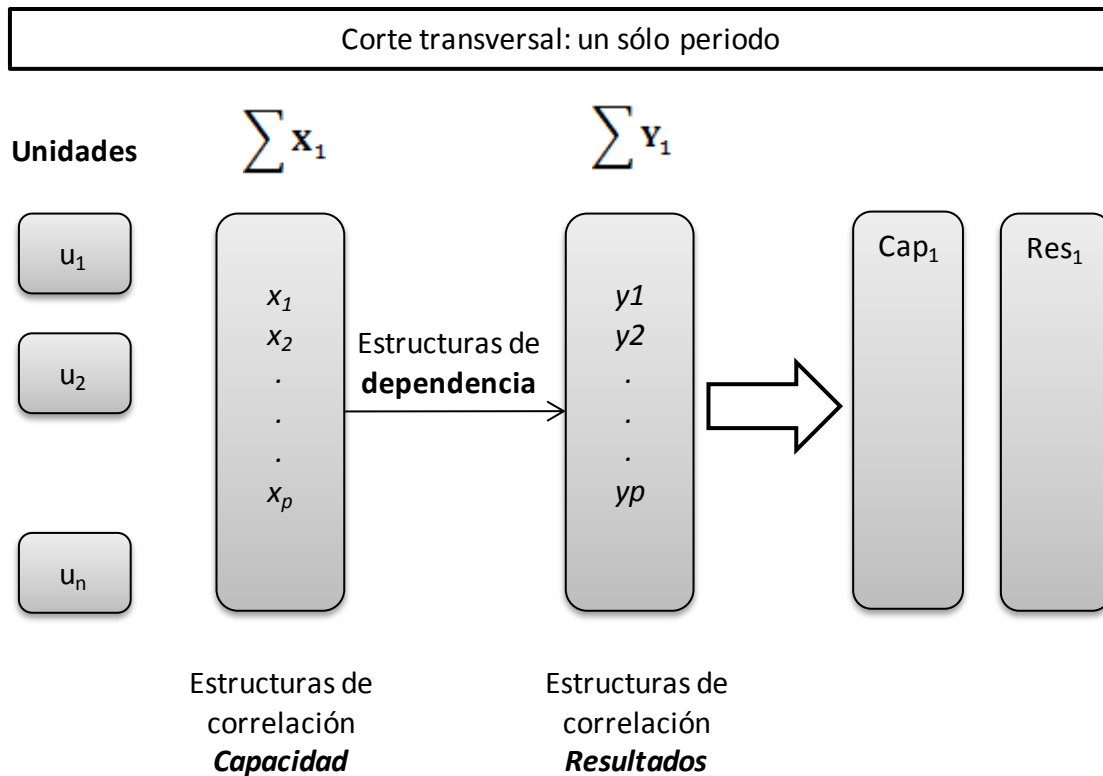 Corte transversal: un sólo periodo
Unidades
∑ X₁
∑ Y₁
u₁
u₂
uₙ
x₁
x₂
.
.
.
xₚ
Estructuras de
dependencia
y1
y2
.
.
.
yp
Cap₁
Res₁
Estructuras de
correlación
Capacidad
Estructuras de
correlación
Resultados